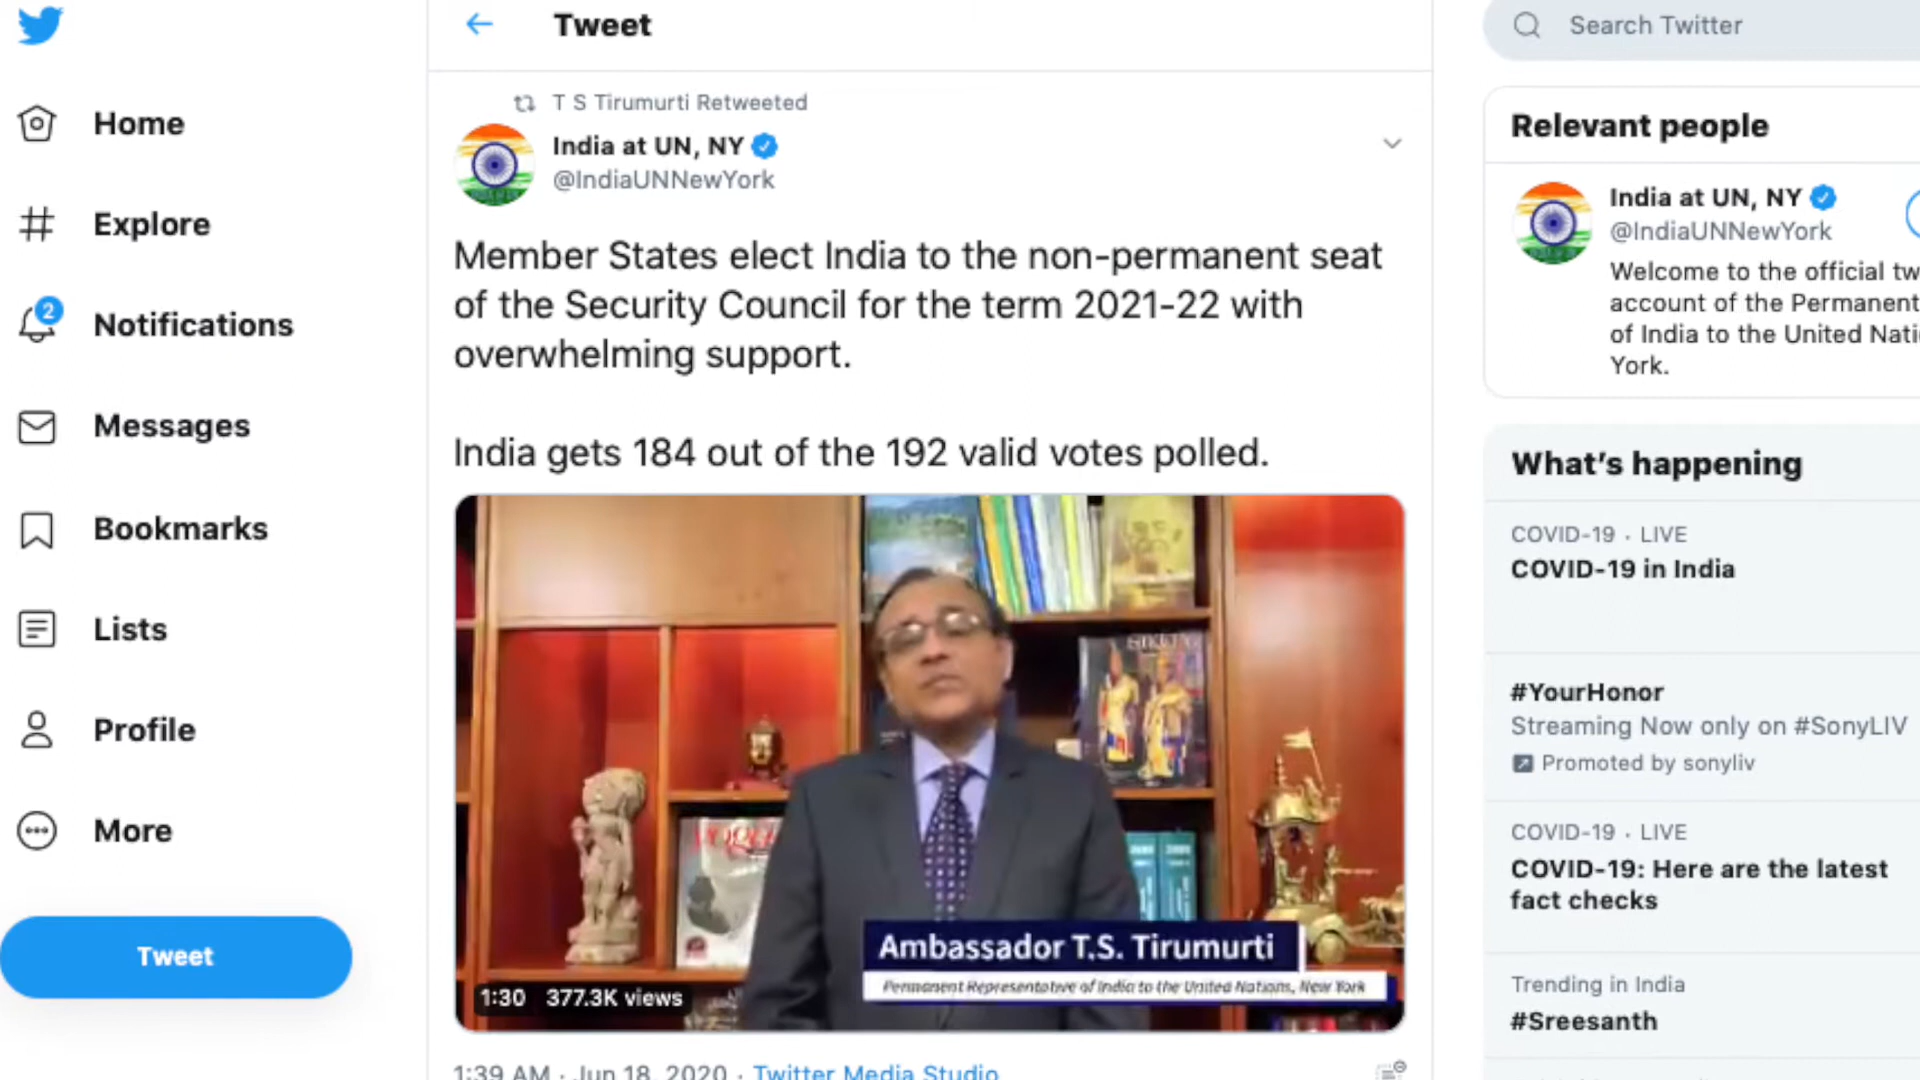 Tweet
T S Tirumurti Retweeted
India at UN, NY
@IndiaUNNewYork
Member States elect India to the non-permanent seat
of the Security Council for the term 2021-22 with
overwhelming support.
India gets 184 out of the 192 valid votes polled.
Ambassador T.S. Tirumurti
Permanent Representative of India to the United Nations, New York
1:30 377.3K views
1:39 AM · Jun 18, 2020 · Twitter Media Studio
Home
Explore
2
Notifications
Messages
Bookmarks
Lists
Profile
More
Tweet
Search Twitter
Relevant people
India at UN, NY
@IndiaUNNewYork
Welcome to the official tw
account of the Permanent
of India to the United Nati
York.
What's happening
COVID-19 · LIVE
COVID-19 in India
#YourHonor
Streaming Now only on #SonyLIV
Promoted by sonyliv
COVID-19 · LIVE
COVID-19: Here are the latest
fact checks
Trending in India
#Sreesanth